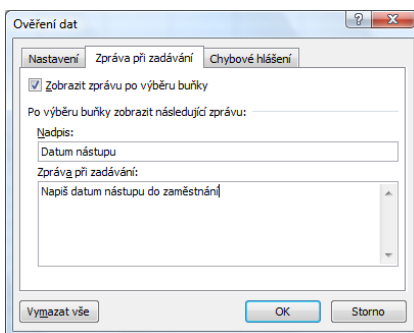 Ověření dat
Nastavení Zpráva při zadávání Chybové hlášení
Zobrazit zprávu po výběru buňky
Po výběru buňky zobrazit následující zprávu:
Nadpis:
Datum nástupu
Zpráva při zadávání:
Napiš datum nástupu do zaměstnání
Vymazat vše OK Storno